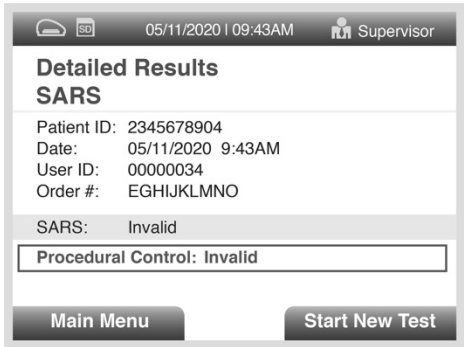 SD 05/11/2020 | 09:43AM Supervisor
Detailed Results
SARS
Patient ID: 2345678904
Date: 05/11/2020 9:43AM
User ID: 00000034
Order #: EGHIJKLMNO
SARS: Invalid
Procedural Control: Invalid
Main Menu Start New Test